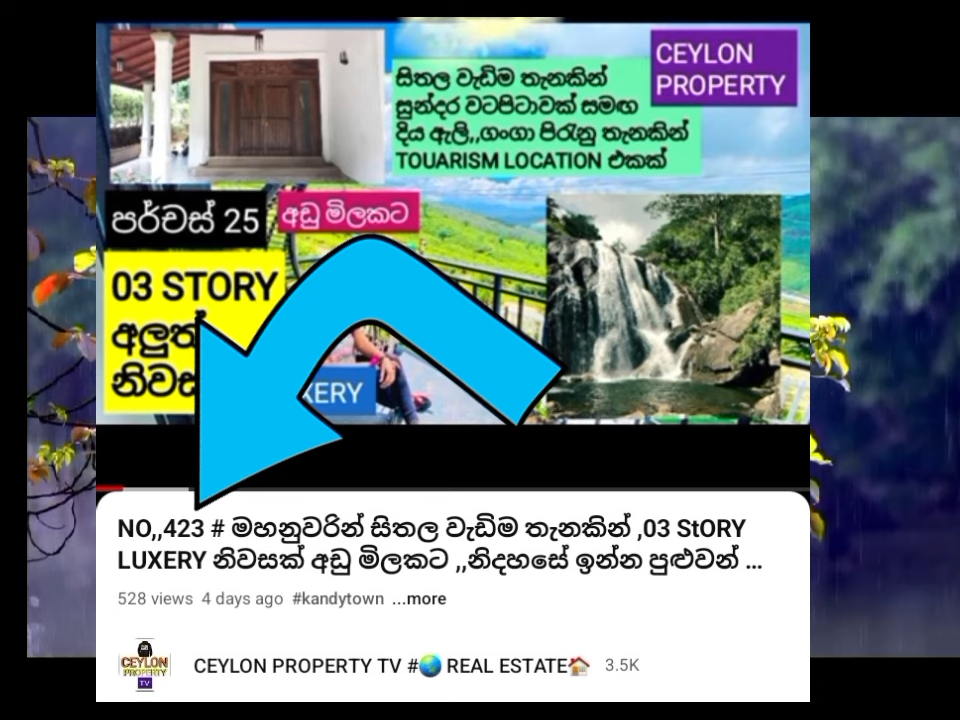 CEYLON
PROPERTY
සිතල වැඩිම තැනකින්
සුන්දර වටපිටාවක් සමඟ
දිය ඇලි,,ගංගා පිරුනු තැනකින්
TOUARISM LOCATION එකක්
පර්චස් 25
අඩු මිලකට
03 STORY
NO,,423 # මහනුවරින් සිතල වැඩිම තැනකින් ,03 StORY
LUXERY නිවසක් අඩු මිලකට ,,නිදහසේ ඉන්න පුළුවන් ...
528 views 4 days ago #kandytown ...more
CEYLON
PROPERTY
TV
CEYLON PROPERTY TV #🌏 REAL ESTATE🏠 3.5K